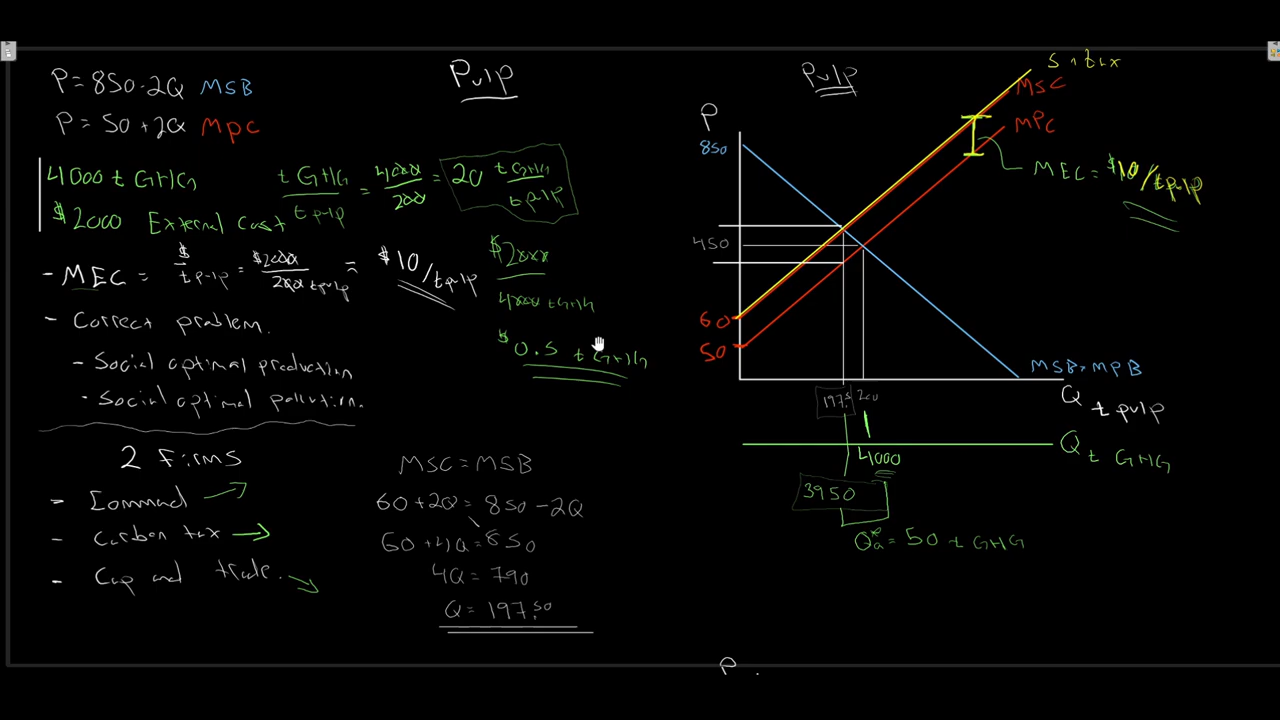 Pulp
P = 850 - 2Q MSB
P = 50 + 2Q MPC
4000 t GHG
$2000 External Cost
t GHG / t pulp = 4000 / 200 = 20 t GHG / t pulp
- MEC = $ / t pulp = $2000 / 200 t pulp = $10 / t pulp
$2000 / 4000 t GHG
$0.5 t GHG
- Correct problem.
- Social optimal production
- Social optimal pollution.
2 Firms
- Command
- Carbon tax
- Cap and trade.
MSC = MSB
60 + 2Q = 850 - 2Q
60 + 4Q = 850
4Q = 790
Q = 197.50
Pulp
P
S + tax
MSC
MPC
MEC = $10 / t pulp
850
450
60
50
MSB = MPB
Q t pulp
197.5 200
Q t GHG
4000
3950
Qa* = 50 t GHG
P.